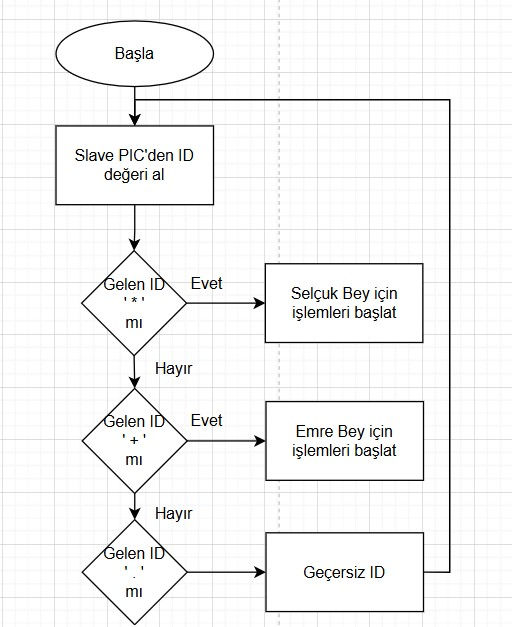 Başla
Slave PIC'den ID
değeri al
Gelen ID
' * '
mı
Evet
Selçuk Bey için
işlemleri başlat
Hayır
Gelen ID
' + '
mı
Evet
Emre Bey için
işlemleri başlat
Hayır
Gelen ID
' . '
mı
Geçersiz ID